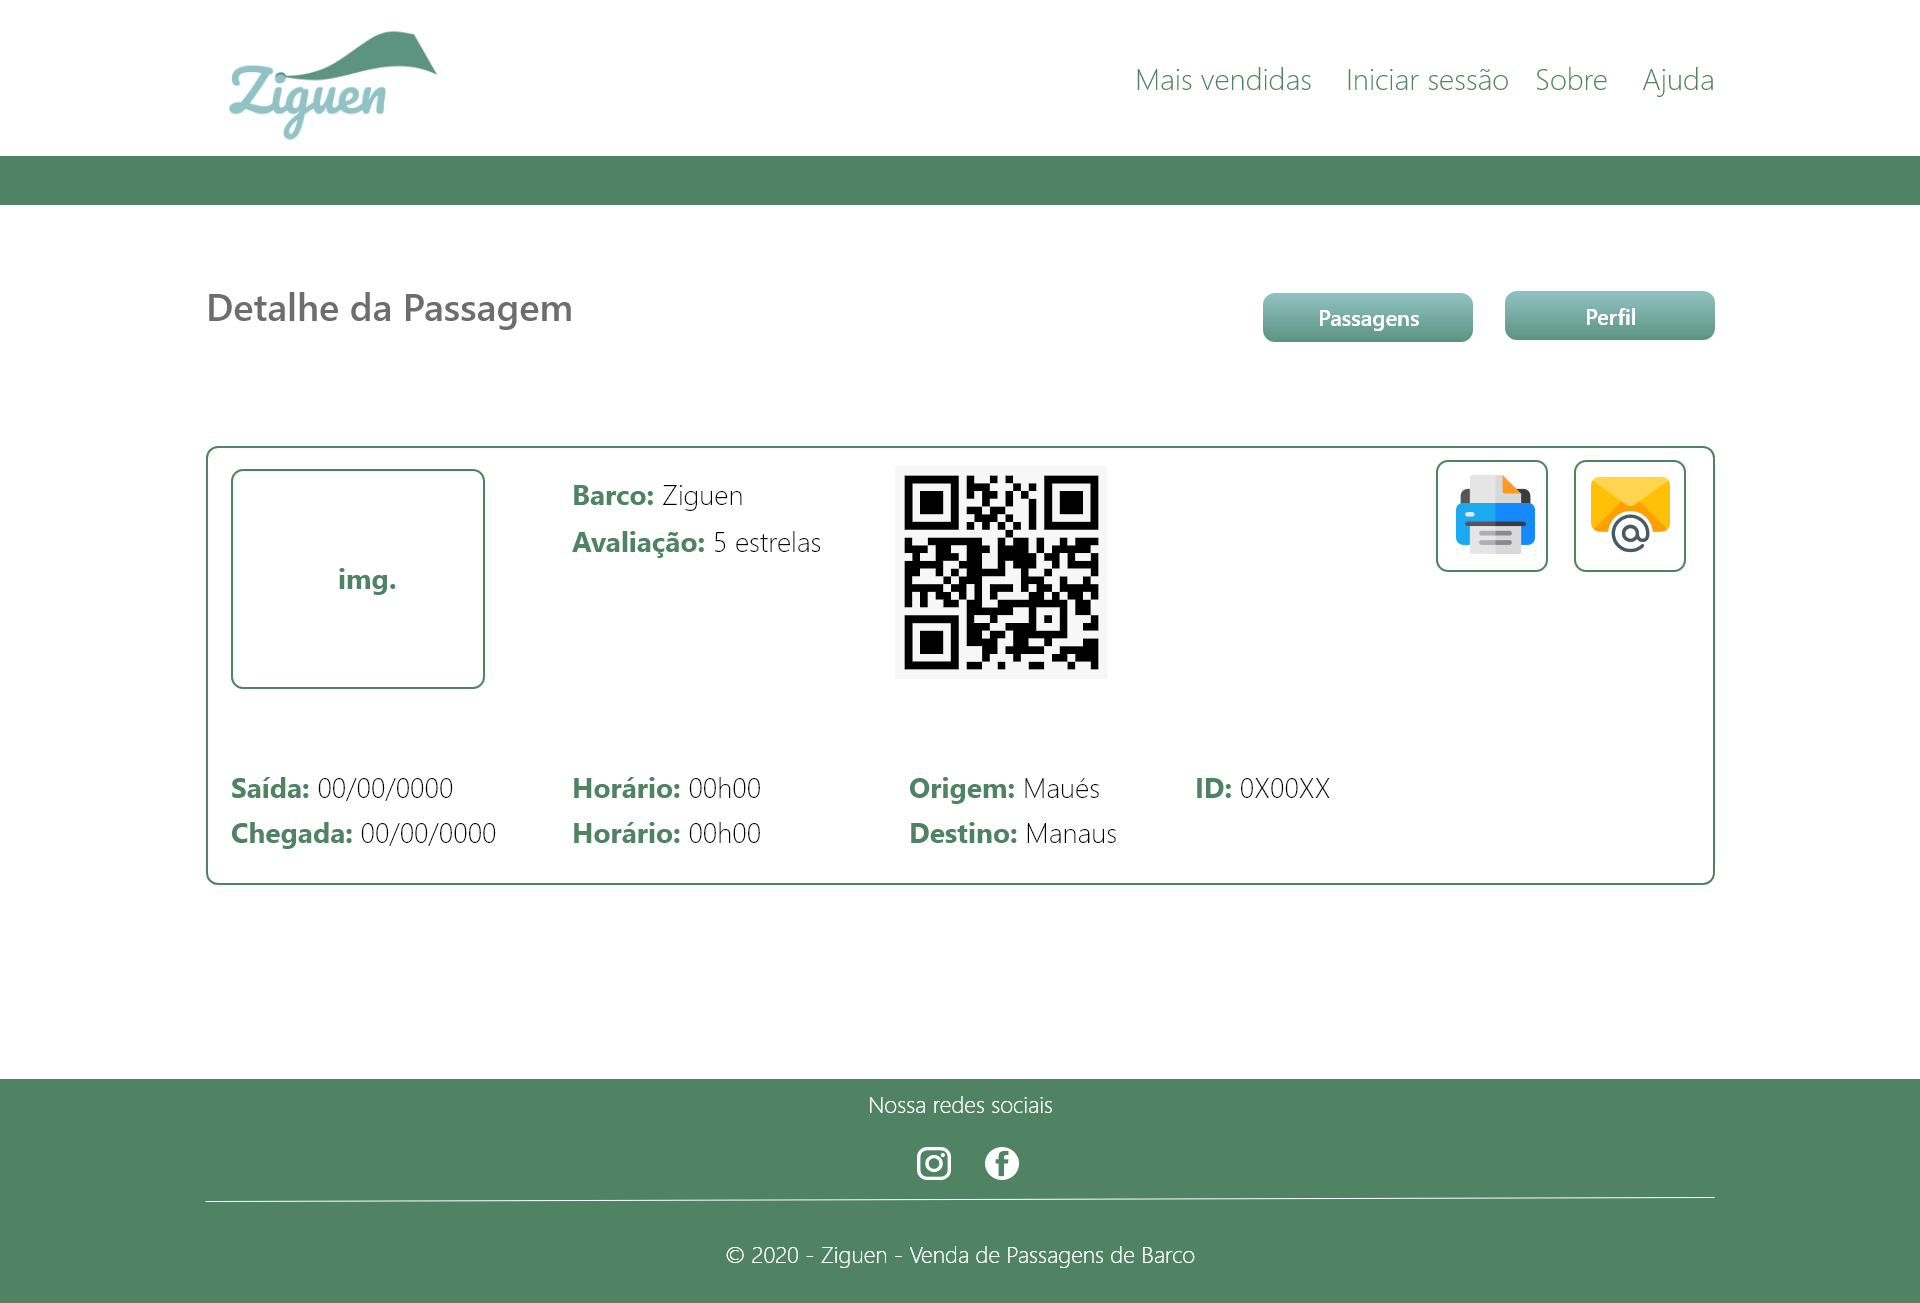 Ziguen
Mais vendidas Iniciar sessão Sobre Ajuda
Detalhe da Passagem
Passagens
Perfil
img.
Barco: Ziguen
Avaliação: 5 estrelas
Saída: 00/00/0000 Horário: 00h00 Origem: Maués ID: 0X00XX
Chegada: 00/00/0000 Horário: 00h00 Destino: Manaus
Nossa redes sociais
© 2020 - Ziguen - Venda de Passagens de Barco